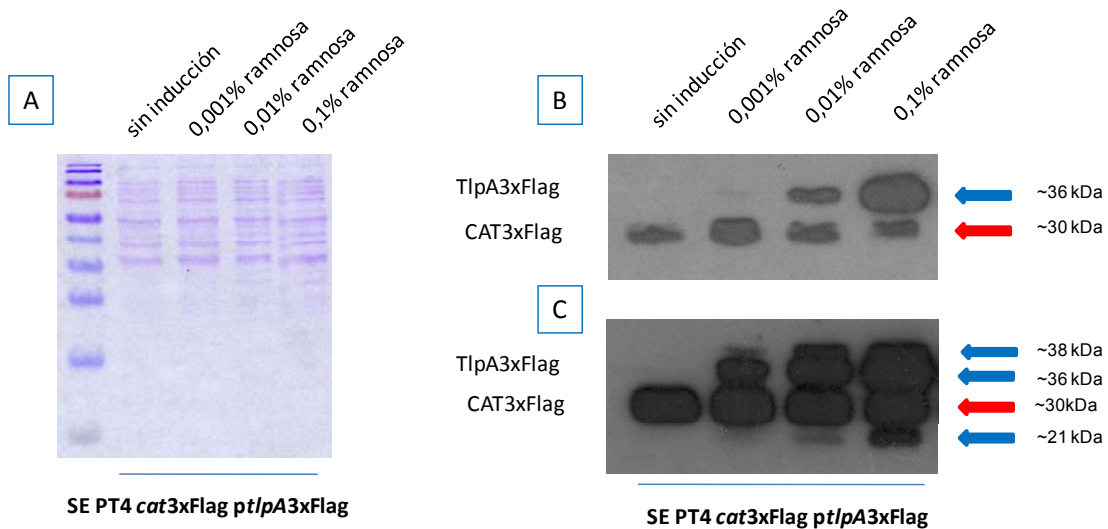 A
sin inducción
0,001% ramnosa
0,01% ramnosa
0,1% ramnosa
SE PT4 cat3xFlag ptlpA3xFlag
B
sin inducción
0,001% ramnosa
0,01% ramnosa
0,1% ramnosa
TlpA3xFlag
~36 kDa
CAT3xFlag
~30 kDa
C
~38 kDa
TlpA3xFlag
~36 kDa
CAT3xFlag
~30kDa
~21 kDa
SE PT4 cat3xFlag ptlpA3xFlag